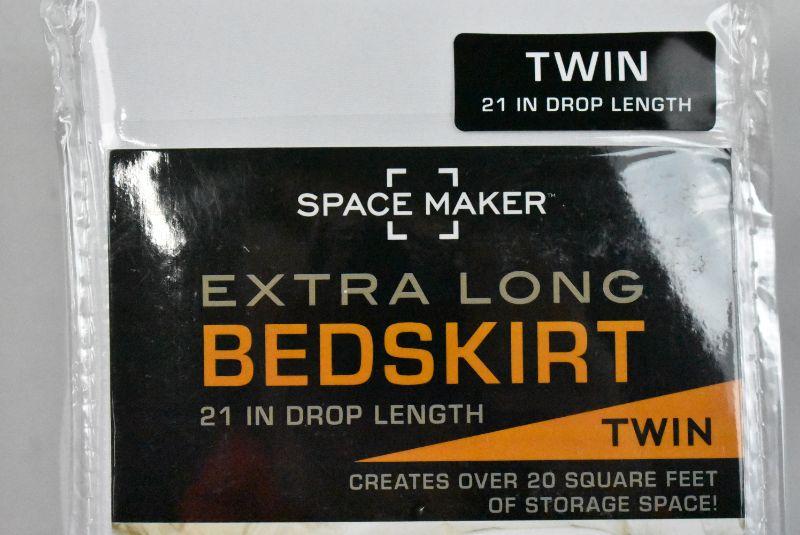 TWIN
21 IN DROP LENGTH
SPACE MAKER™
EXTRA LONG
BEDSKIRT
21 IN DROP LENGTH
TWIN
CREATES OVER 20 SQUARE FEET
OF STORAGE SPACE!